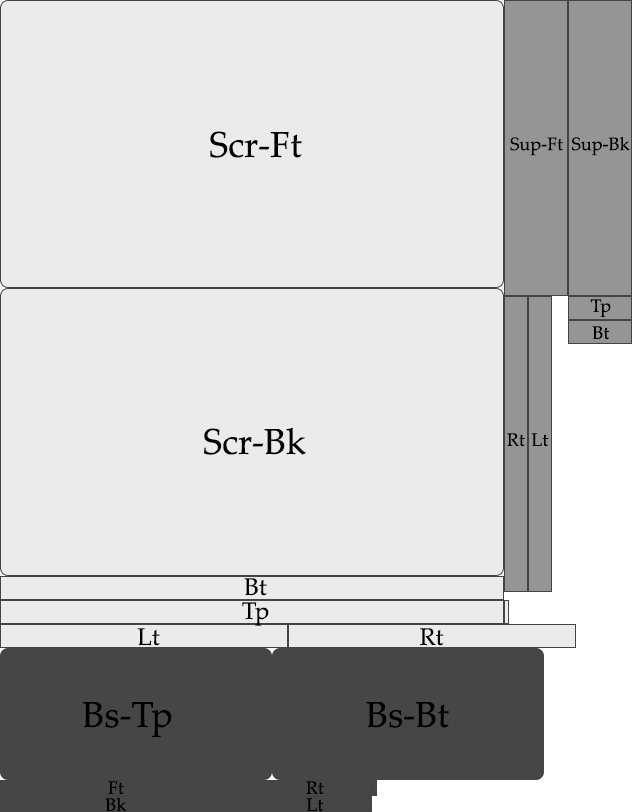 Scr-Ft
Sup-Ft
Sup-Bk
Tp
Bt
Scr-Bk
Rt
Lt
Bt
Tp
Lt
Rt
Bs-Tp
Bs-Bt
Ft
Rt
Bk
Lt